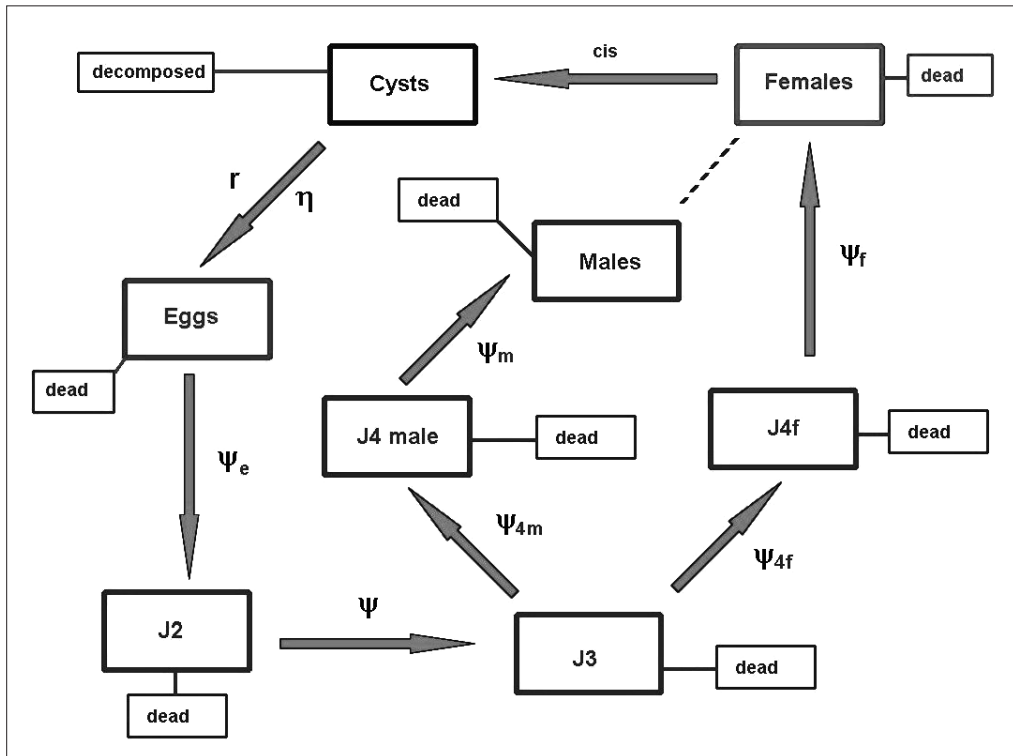 decomposed
Cysts
cis
Females
dead
r
η
dead
Males
Eggs
dead
ψm
ψf
J4 male
dead
J4f
dead
ψe
ψ4m
ψ4f
J2
ψ
J3
dead
dead